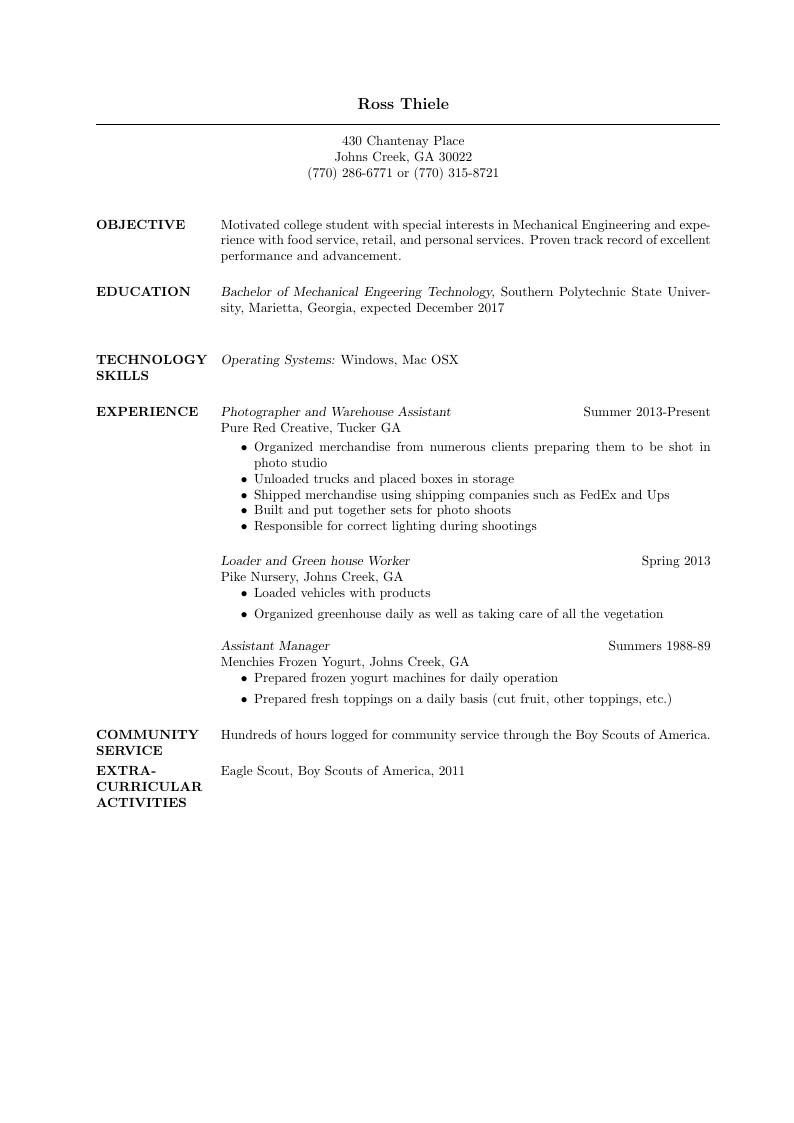 Ross Thiele
430 Chantenay Place
Johns Creek, GA 30022
(770) 286-6771 or (770) 315-8721
OBJECTIVE
Motivated college student with special interests in Mechanical Engineering and expe-
rience with food service, retail, and personal services. Proven track record of excellent
performance and advancement.
EDUCATION
Bachelor of Mechanical Engeering Technology, Southern Polytechnic State Univer-
sity, Marietta, Georgia, expected December 2017
TECHNOLOGY
SKILLS
Operating Systems: Windows, Mac OSX
EXPERIENCE
Photographer and Warehouse Assistant Summer 2013-Present
Pure Red Creative, Tucker GA
• Organized merchandise from numerous clients preparing them to be shot in
photo studio
• Unloaded trucks and placed boxes in storage
• Shipped merchandise using shipping companies such as FedEx and Ups
• Built and put together sets for photo shoots
• Responsible for correct lighting during shootings
Loader and Green house Worker Spring 2013
Pike Nursery, Johns Creek, GA
• Loaded vehicles with products
• Organized greenhouse daily as well as taking care of all the vegetation
Assistant Manager Summers 1988-89
Menchies Frozen Yogurt, Johns Creek, GA
• Prepared frozen yogurt machines for daily operation
• Prepared fresh toppings on a daily basis (cut fruit, other toppings, etc.)
COMMUNITY
SERVICE
Hundreds of hours logged for community service through the Boy Scouts of America.
EXTRA-
CURRICULAR
ACTIVITIES
Eagle Scout, Boy Scouts of America, 2011